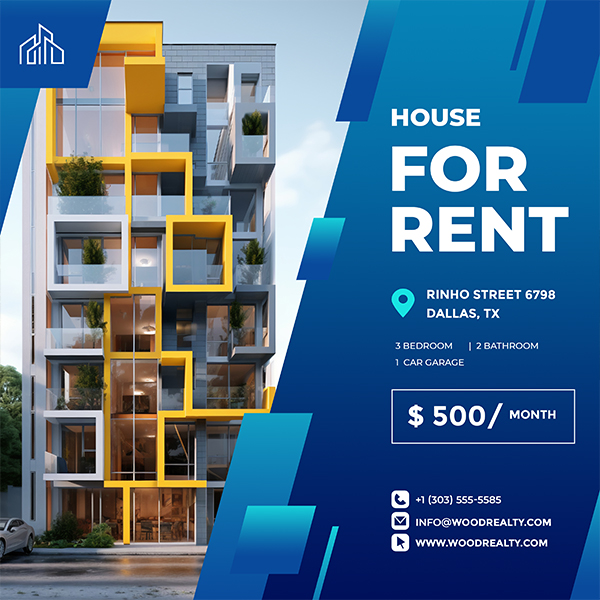 HOUSE
FOR
RENT
RINHO STREET 6798
DALLAS, TX
3 BEDROOM | 2 BATHROOM
1 CAR GARAGE
$ 500/ MONTH
+1 (303) 555-5585
INFO@WOODREALTY.COM
WWW.WOODREALTY.COM